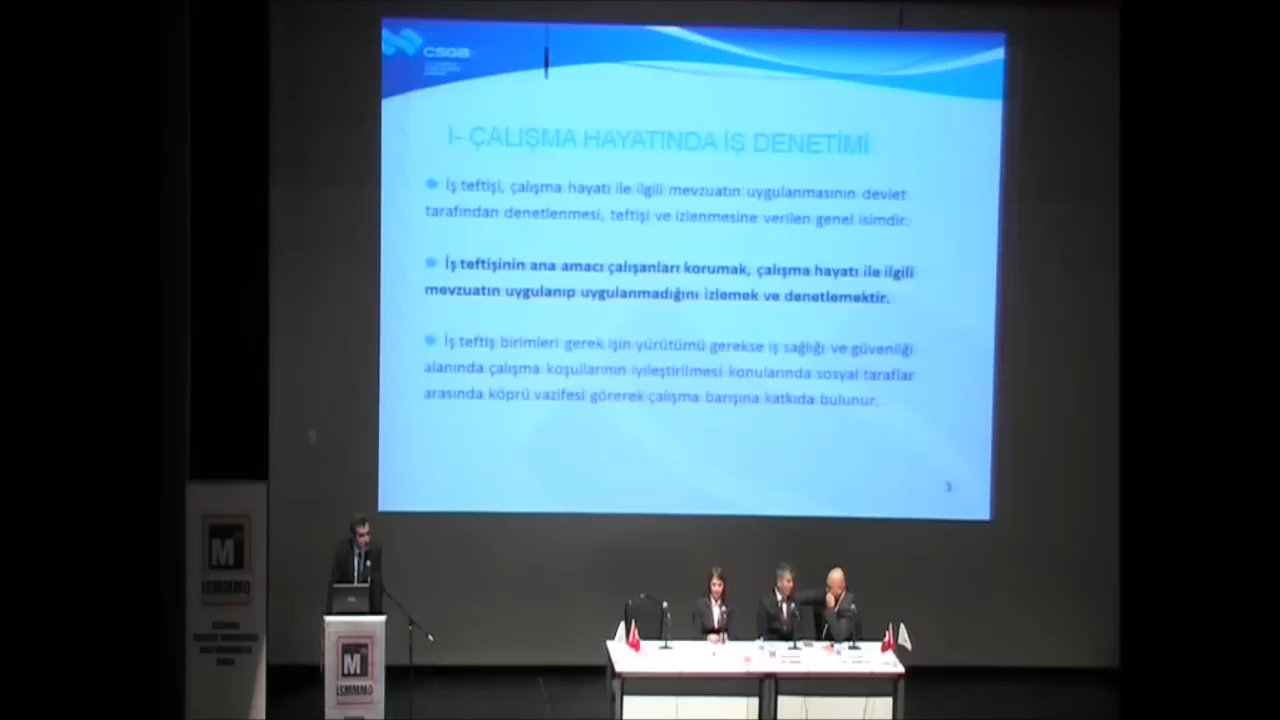 CSGB
I- ÇALIŞMA HAYATINDA İŞ DENETİMİ
İş teftişi, çalışma hayatı ile ilgili mevzuatın uygulanmasının devlet
tarafından denetlenmesi, teftişi ve izlenmesine verilen genel isimdir.
İş teftişinin ana amacı çalışanları korumak, çalışma hayatı ile ilgili
mevzuatın uygulanıp uygulanmadığını izlemek ve denetlemektir.
İş teftiş birimleri gerek işin yürütümü gerekse iş sağlığı ve güvenliği
alanında çalışma koşullarının iyileştirilmesi konularında sosyal taraflar
arasında köprü vazifesi görerek çalışma barışına katkıda bulunur.
3
M
İSMMMO
M
İSMMMO